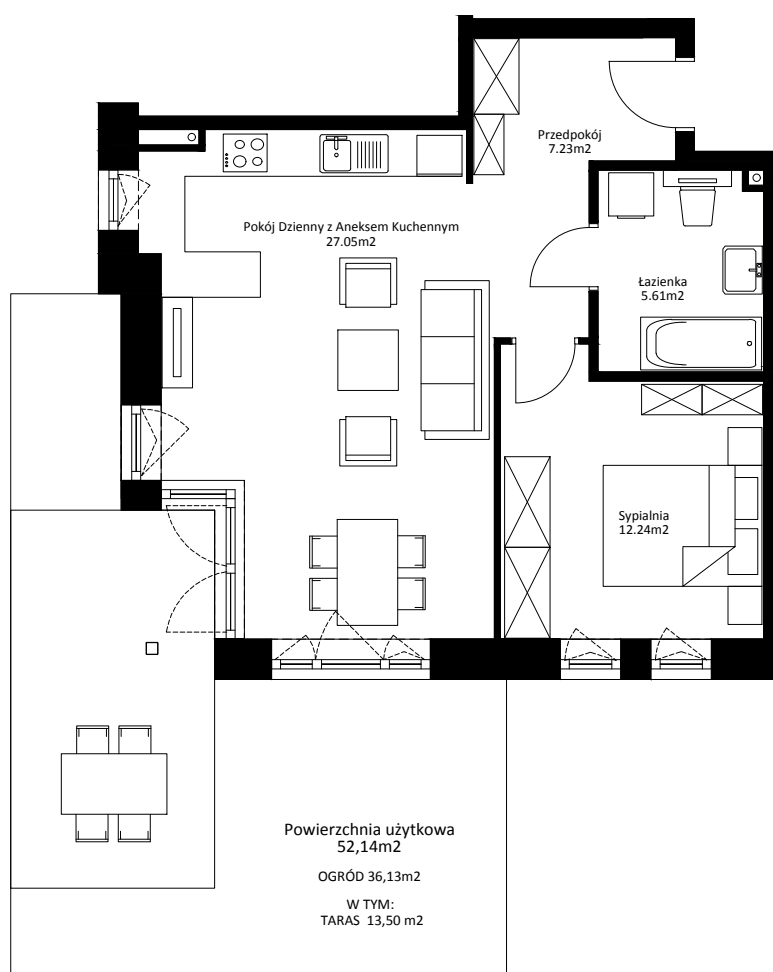 Przedpokój
7.23m2
Pokój Dzienny z Aneksem Kuchennym
27.05m2
Łazienka
5.61m2
Sypialnia
12.24m2
Powierzchnia użytkowa
52,14m2
OGRÓD 36,13m2
W TYM:
TARAS 13,50 m2